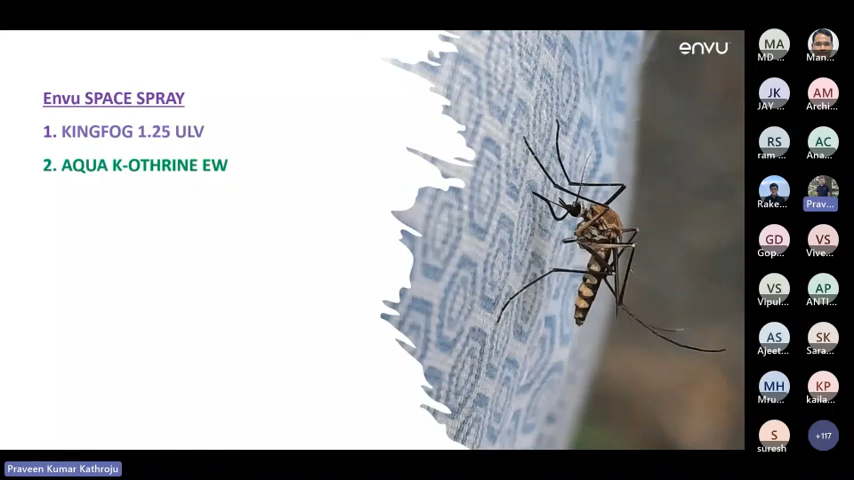 envu
Envu SPACE SPRAY
1. KINGFOG 1.25 ULV
2. AQUA K-OTHRINE EW
MA
MD ...
Man...
JK
JAY ...
AM
Archi...
RS
ram ...
AC
Ana...
Rake...
Prav...
GD
Gop...
VS
Vive...
VS
Vipul...
AP
ANTI...
AS
Ajeet...
SK
Sara...
MH
Mru...
KP
kaila...
S
suresh
+117
Praveen Kumar Kathroju